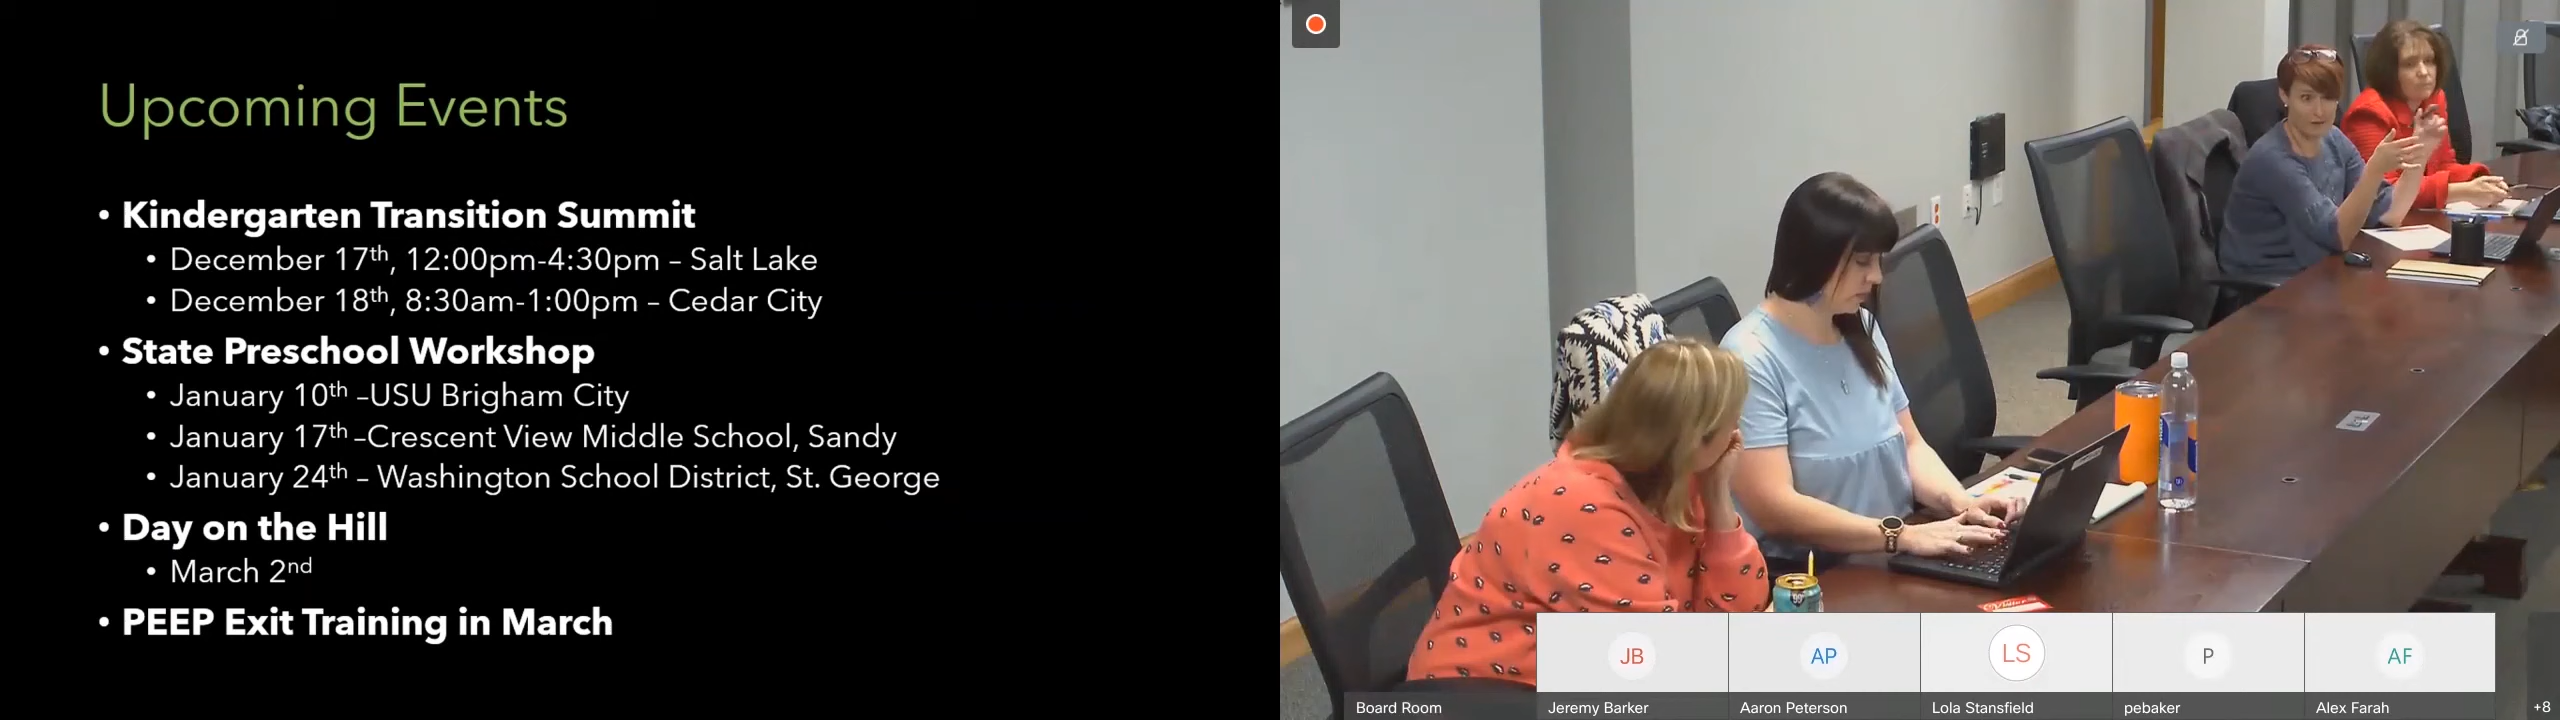 Upcoming Events
• Kindergarten Transition Summit
• December 17th, 12:00pm-4:30pm – Salt Lake
• December 18th, 8:30am-1:00pm – Cedar City
• State Preschool Workshop
• January 10th –USU Brigham City
• January 17th –Crescent View Middle School, Sandy
• January 24th – Washington School District, St. George
• Day on the Hill
• March 2nd
• PEEP Exit Training in March
JB
AP
LS
P
AF
Board Room
Jeremy Barker
Aaron Peterson
Lola Stansfield
pebaker
Alex Farah
+8